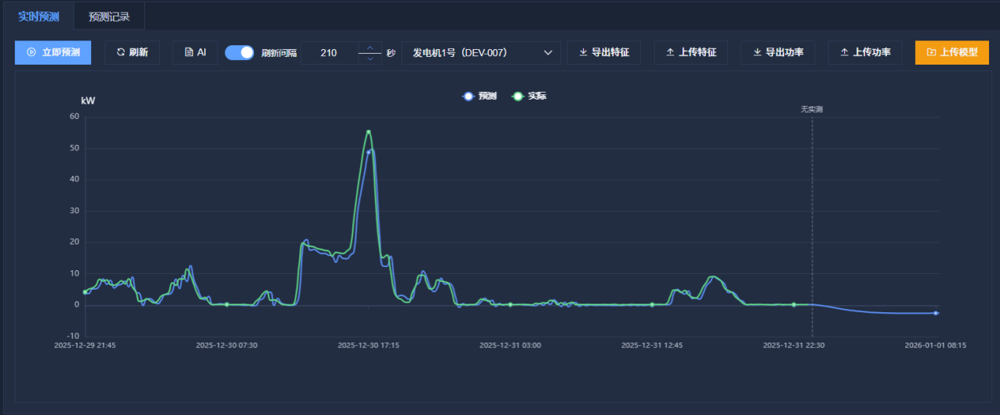 实时预测 预测记录
立即预测 刷新 AI 刷新间隔 210 秒 发电机1号（DEV-007） 导出特征 上传特征 导出功率 上传功率 上传模型
预测 实际
kW
无实测
60
50
40
30
20
10
0
-10
2025-12-29 21:45 2025-12-30 07:30 2025-12-30 17:15 2025-12-31 03:00 2025-12-31 12:45 2025-12-31 22:30 2026-01-01 08:15